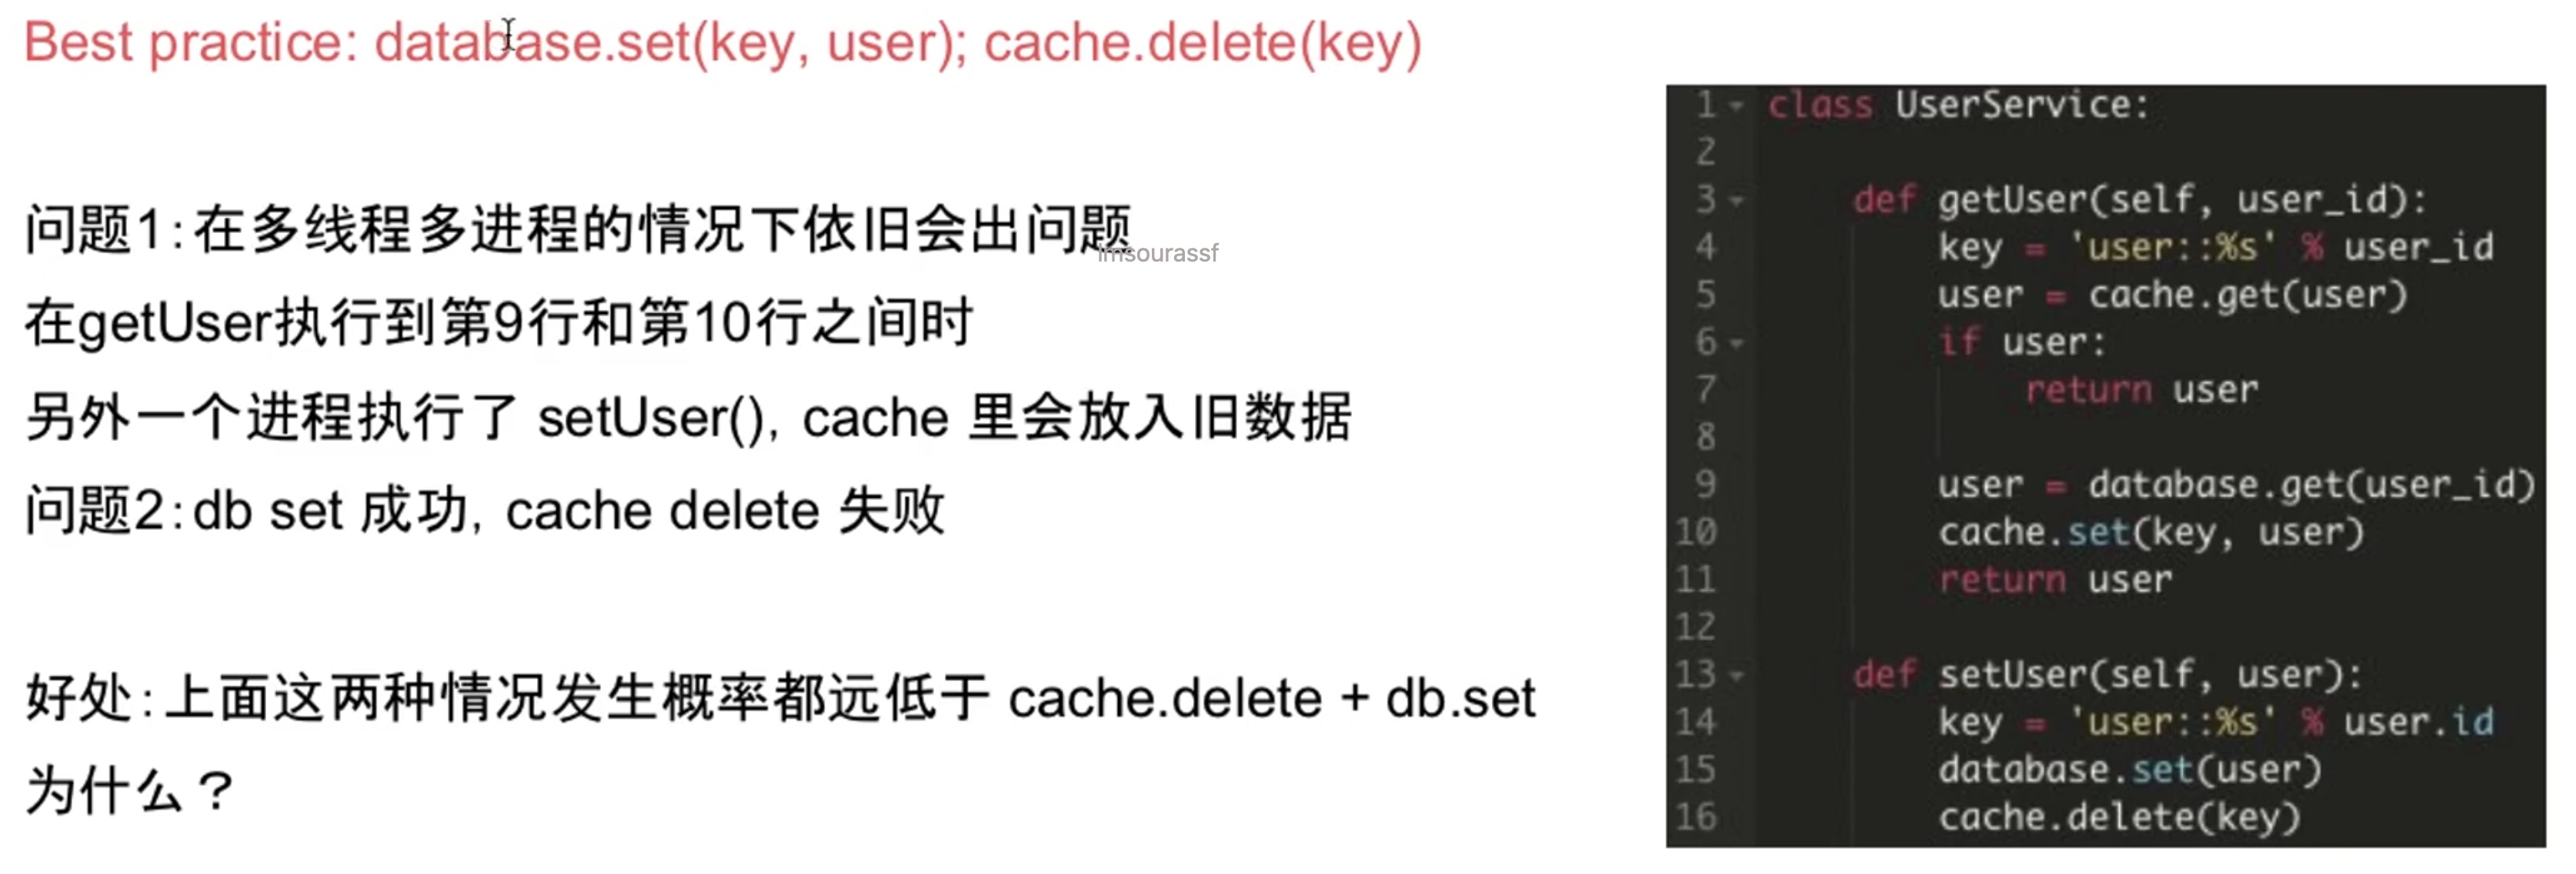 Best practice: database.set(key, user); cache.delete(key)
问题1：在多线程多进程的情况下依旧会出问题
imsourassf
在getUser执行到第9行和第10行之间时
另外一个进程执行了 setUser(), cache 里会放入旧数据
问题2：db set 成功, cache delete 失败
好处：上面这两种情况发生概率都远低于 cache.delete + db.set
为什么？
1 class UserService:
2
3 def getUser(self, user_id):
4 key = 'user::%s' % user_id
5 user = cache.get(user)
6 if user:
7 return user
8
9 user = database.get(user_id)
10 cache.set(key, user)
11 return user
12
13 def setUser(self, user):
14 key = 'user::%s' % user.id
15 database.set(user)
16 cache.delete(key)